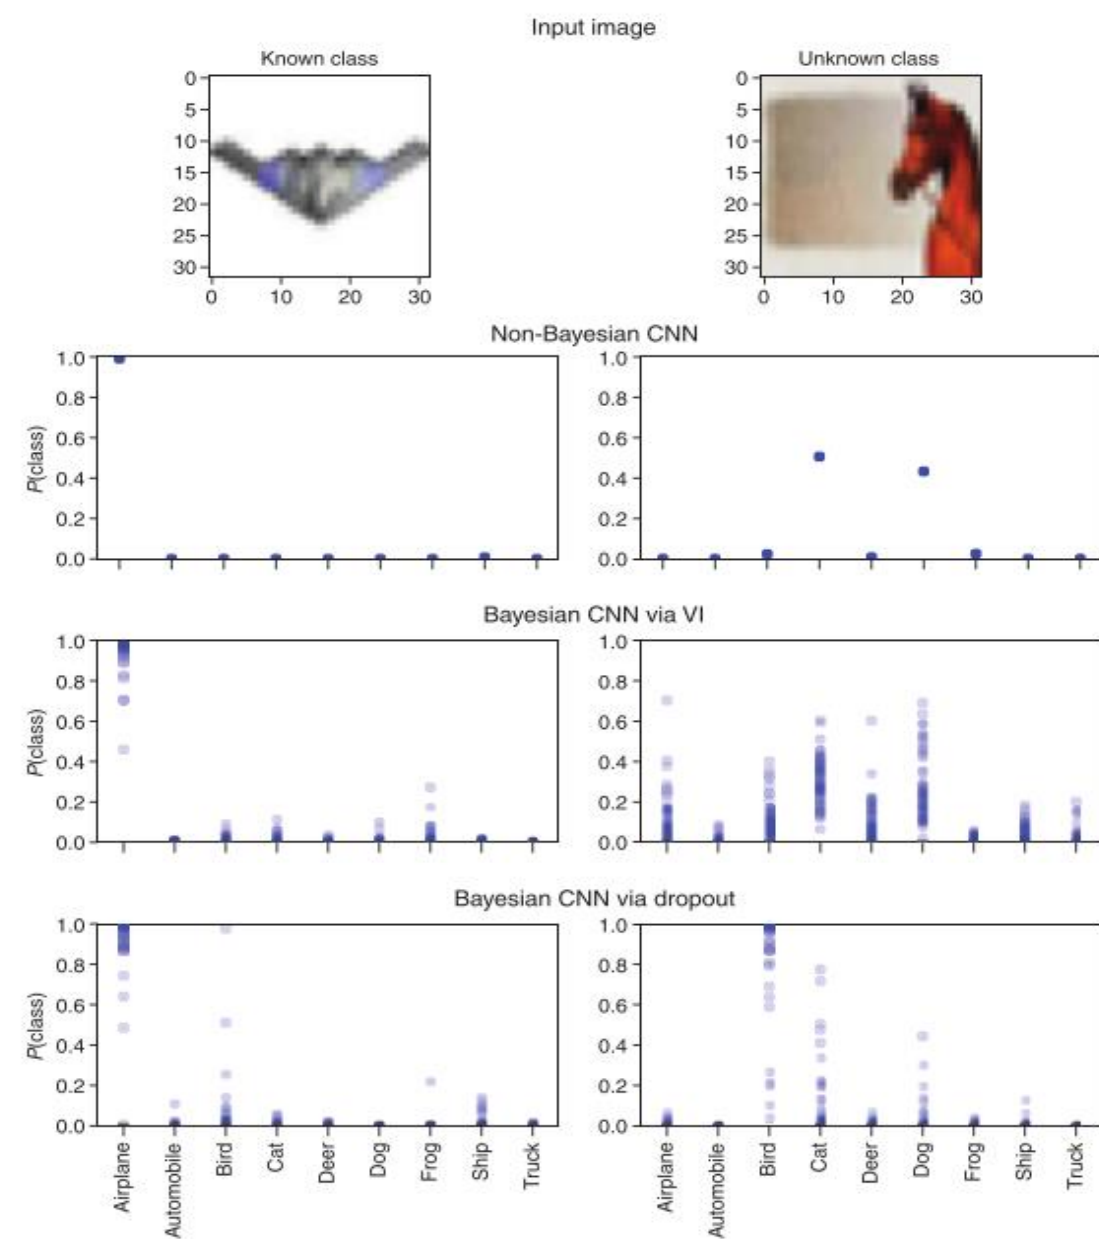 Input image
Known class
Unknown class
0
5
10
15
20
25
30
0 10 20 30
0
5
10
15
20
25
30
0 10 20 30
Non-Bayesian CNN
P(class)
1.0
0.8
0.6
0.4
0.2
0.0
1.0
0.8
0.6
0.4
0.2
0.0
Bayesian CNN via VI
P(class)
1.0
0.8
0.6
0.4
0.2
0.0
1.0
0.8
0.6
0.4
0.2
0.0
Bayesian CNN via dropout
P(class)
1.0
0.8
0.6
0.4
0.2
0.0
1.0
0.8
0.6
0.4
0.2
0.0
Airplane
Automobile
Bird
Cat
Deer
Dog
Frog
Ship
Truck
Airplane
Automobile
Bird
Cat
Deer
Dog
Frog
Ship
Truck